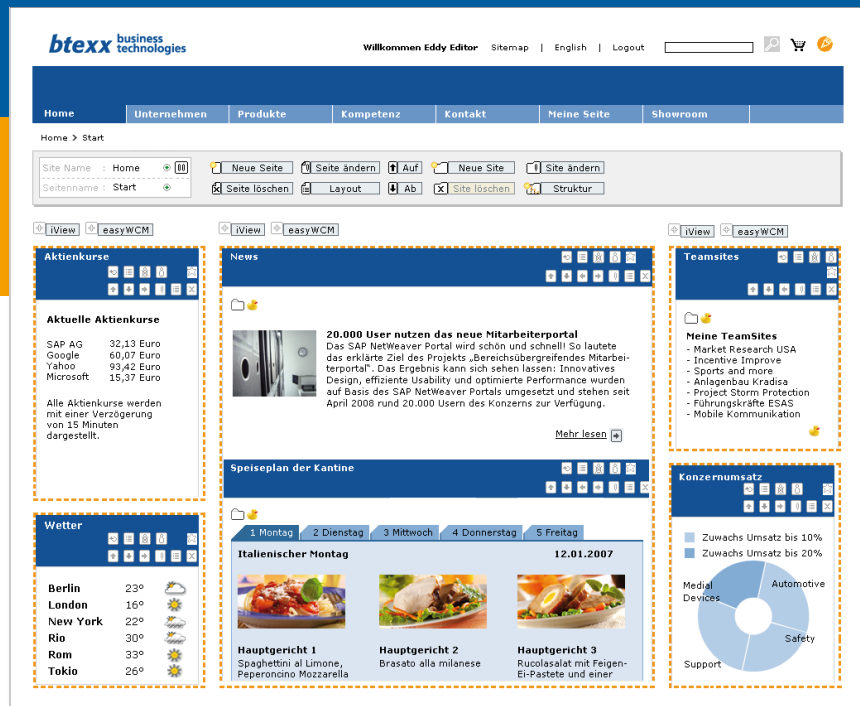 btexx business technologies
Willkommen Eddy Editor Sitemap | English | Logout
Home Unternehmen Produkte Kompetenz Kontakt Meine Seite Showroom
Home > Start
Site Name : Home
Seitenname : Start
Neue Seite Seite ändern Auf Neue Site Site ändern
Seite löschen Layout Ab Site löschen Struktur
iView easyWCM
iView easyWCM
iView easyWCM
Aktienkurse
Aktuelle Aktienkurse
SAP AG 32,13 Euro
Google 60,07 Euro
Yahoo 93,42 Euro
Microsoft 15,37 Euro
Alle Aktienkurse werden
mit einer Verzögerung
von 15 Minuten
dargestellt.
Wetter
Berlin 23°
London 16°
New York 22°
Rio 30°
Rom 33°
Tokio 26°
News
20.000 User nutzen das neue Mitarbeiterportal
Das SAP NetWeaver Portal wird schön und schnell! So lautete
das erklärte Ziel des Projekts „Bereichsübergreifendes Mitarbei-
terportal“. Das Ergebnis kann sich sehen lassen: Innovatives
Design, effiziente Usability und optimierte Performance wurden
auf Basis des SAP NetWeaver Portals umgesetzt und stehen seit
April 2008 rund 20.000 Usern des Konzerns zur Verfügung.
Mehr lesen
Speiseplan der Kantine
1 Montag 2 Dienstag 3 Mittwoch 4 Donnerstag 5 Freitag
Italienischer Montag 12.01.2007
Hauptgericht 1
Spaghettini al Limone,
Peperoncino Mozzarella
Hauptgericht 2
Brasato alla milanese
Hauptgericht 3
Rucolasalat mit Feigen-
Ei-Pastete und einer
Teamsites
Meine TeamSites
- Market Research USA
- Incentive Improve
- Sports and more
- Anlagenbau Kradisa
- Project Storm Protection
- Führungskräfte ESAS
- Mobile Kommunikation
Konzernumsatz
Zuwachs Umsatz bis 10%
Zuwachs Umsatz bis 20%
Medial
Devices
Automotive
Safety
Support